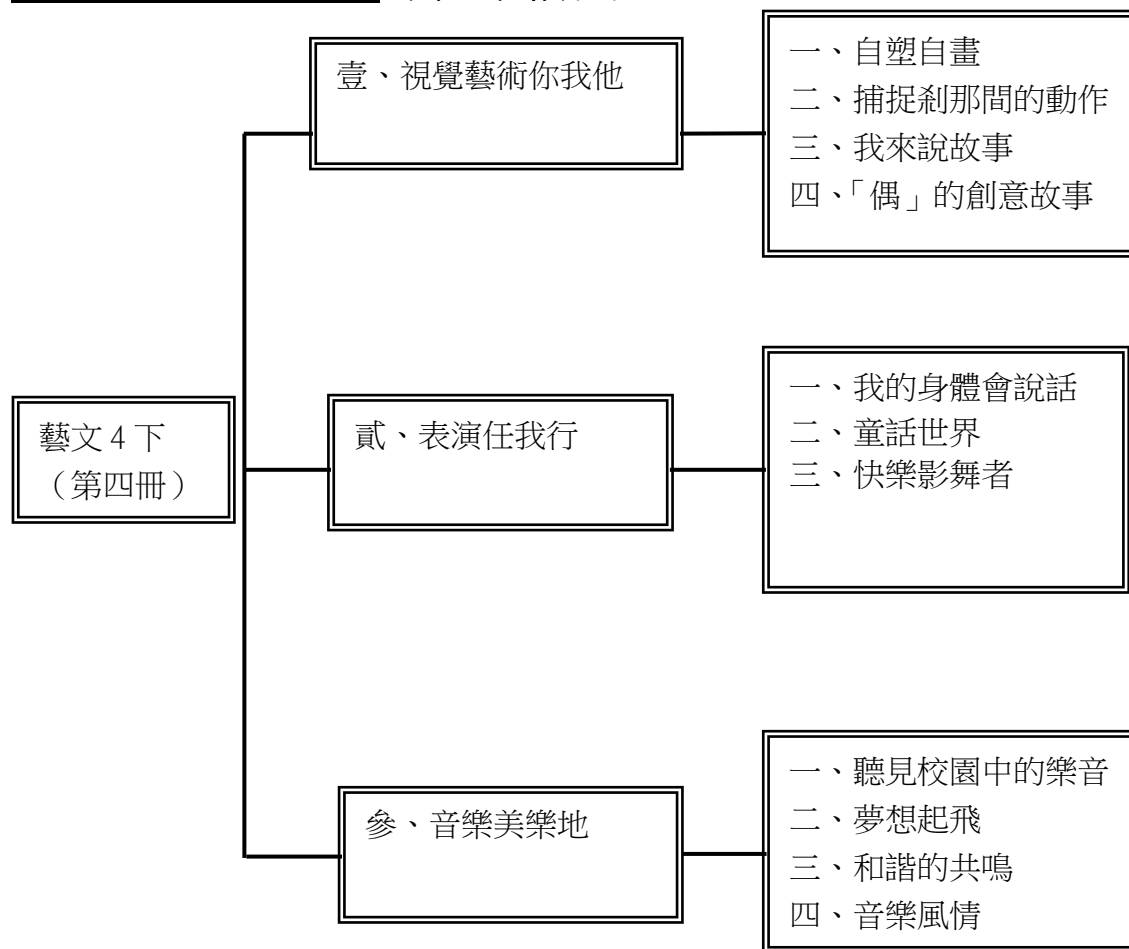 壹、視覺藝術你我他
一、自塑自畫
二、捕捉剎那間的動作
三、我來說故事
四、「偶」的創意故事
藝文 4 下
（第四冊）
貳、表演任我行
一、我的身體會說話
二、童話世界
三、快樂影舞者
參、音樂美樂地
一、聽見校園中的樂音
二、夢想起飛
三、和諧的共鳴
四、音樂風情